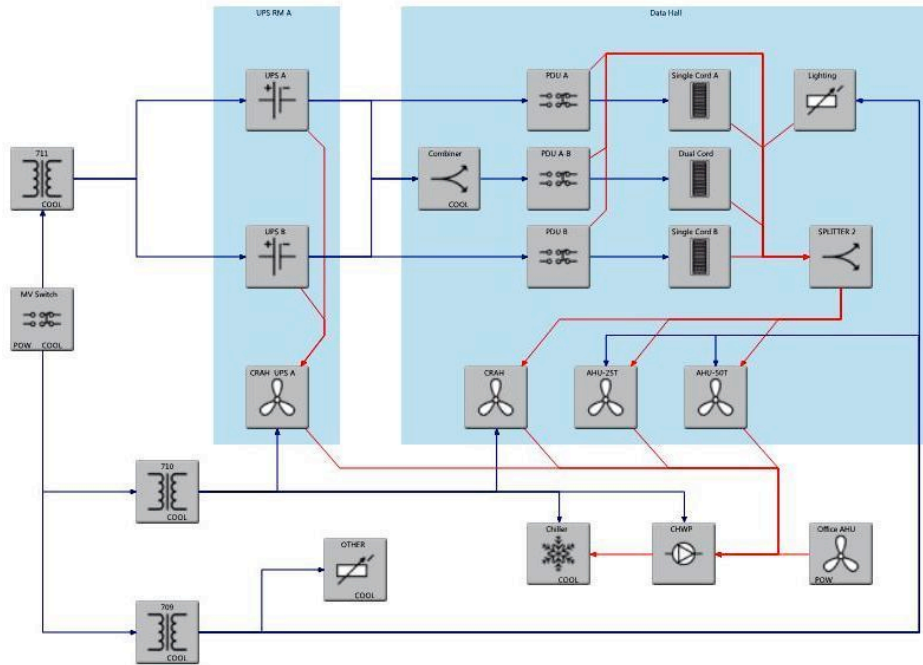 UPS RM A
Data Hall
UPS A
PDU A
Single Cord A
Lighting
711
COOL
Combiner
COOL
PDU A-B
Dual Cord
UPS B
PDU B
Single Cord B
SPLITTER 2
MV Switch
POW COOL
CRAH UPS A
CRAH
AHU-25T
AHU-50T
710
COOL
Chiller
COOL
CHWP
Office AHU
POW
OTHER
COOL
709
COOL